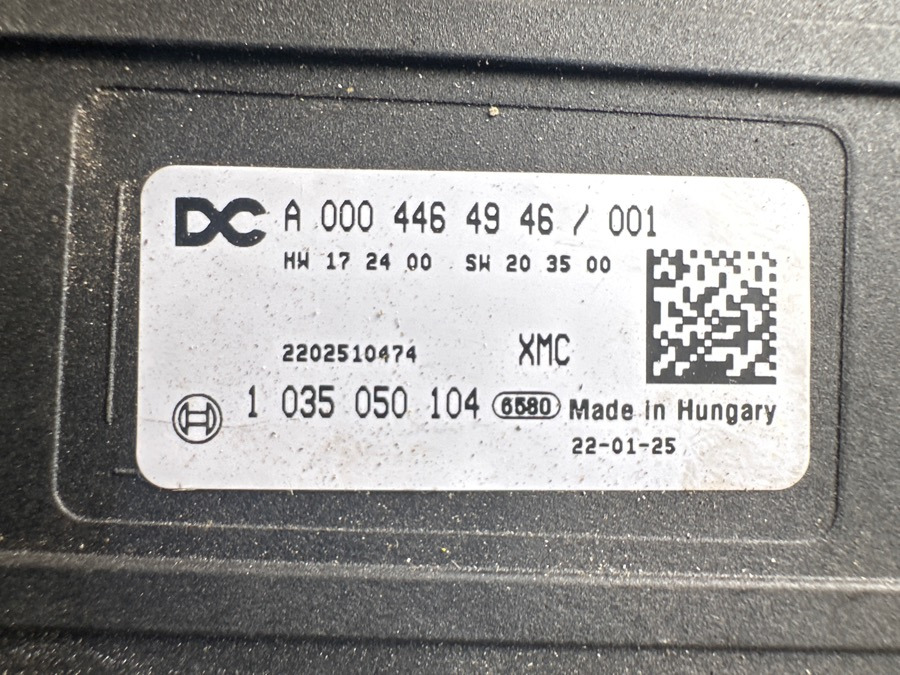 DC A 000 446 49 46 / 001
HW 17 24 00 SW 20 35 00
2202510474 XMC
1 035 050 104 6580 Made in Hungary
22-01-25